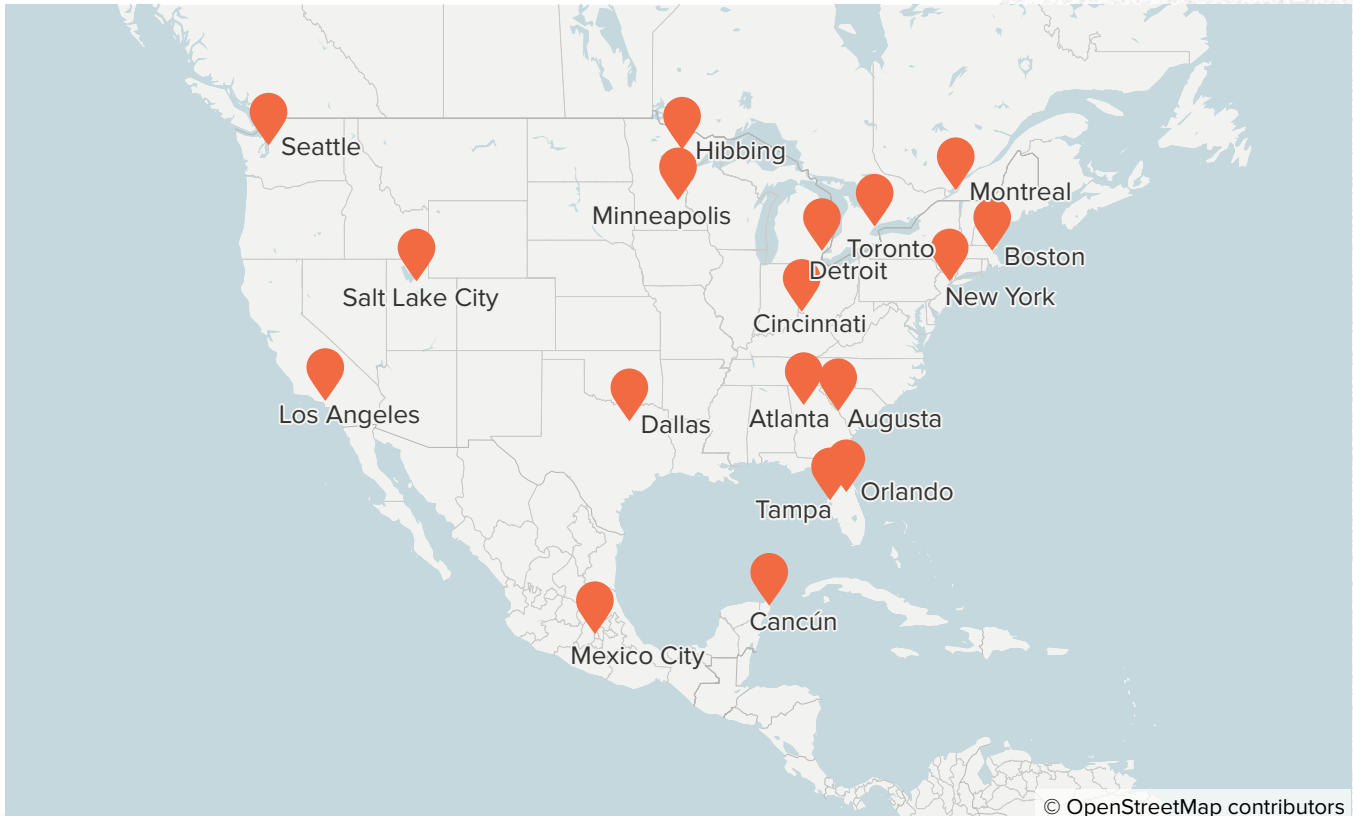 Seattle
Hibbing
Montreal
Minneapolis
Toronto
Boston
Detroit
Salt Lake City
New York
Cincinnati
Los Angeles
Dallas
Atlanta
Augusta
Orlando
Tampa
Cancún
Mexico City
© OpenStreetMap contributors